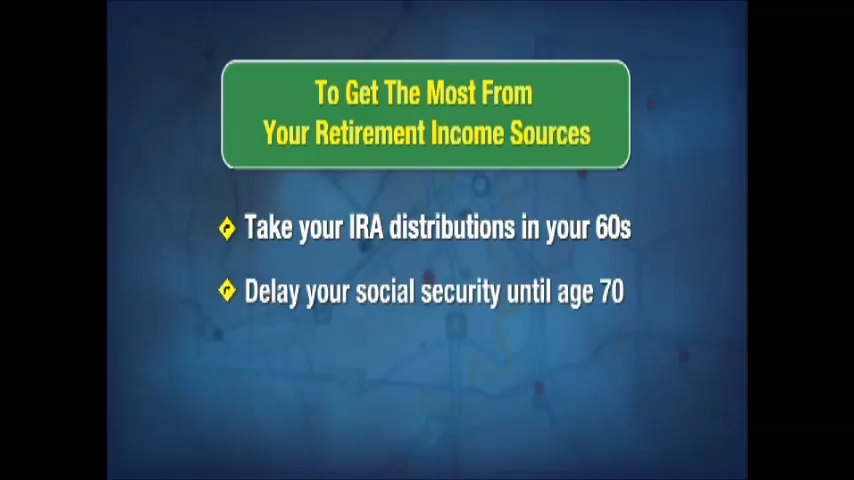 To Get The Most From
Your Retirement Income Sources
Take your IRA distributions in your 60s
Delay your social security until age 70